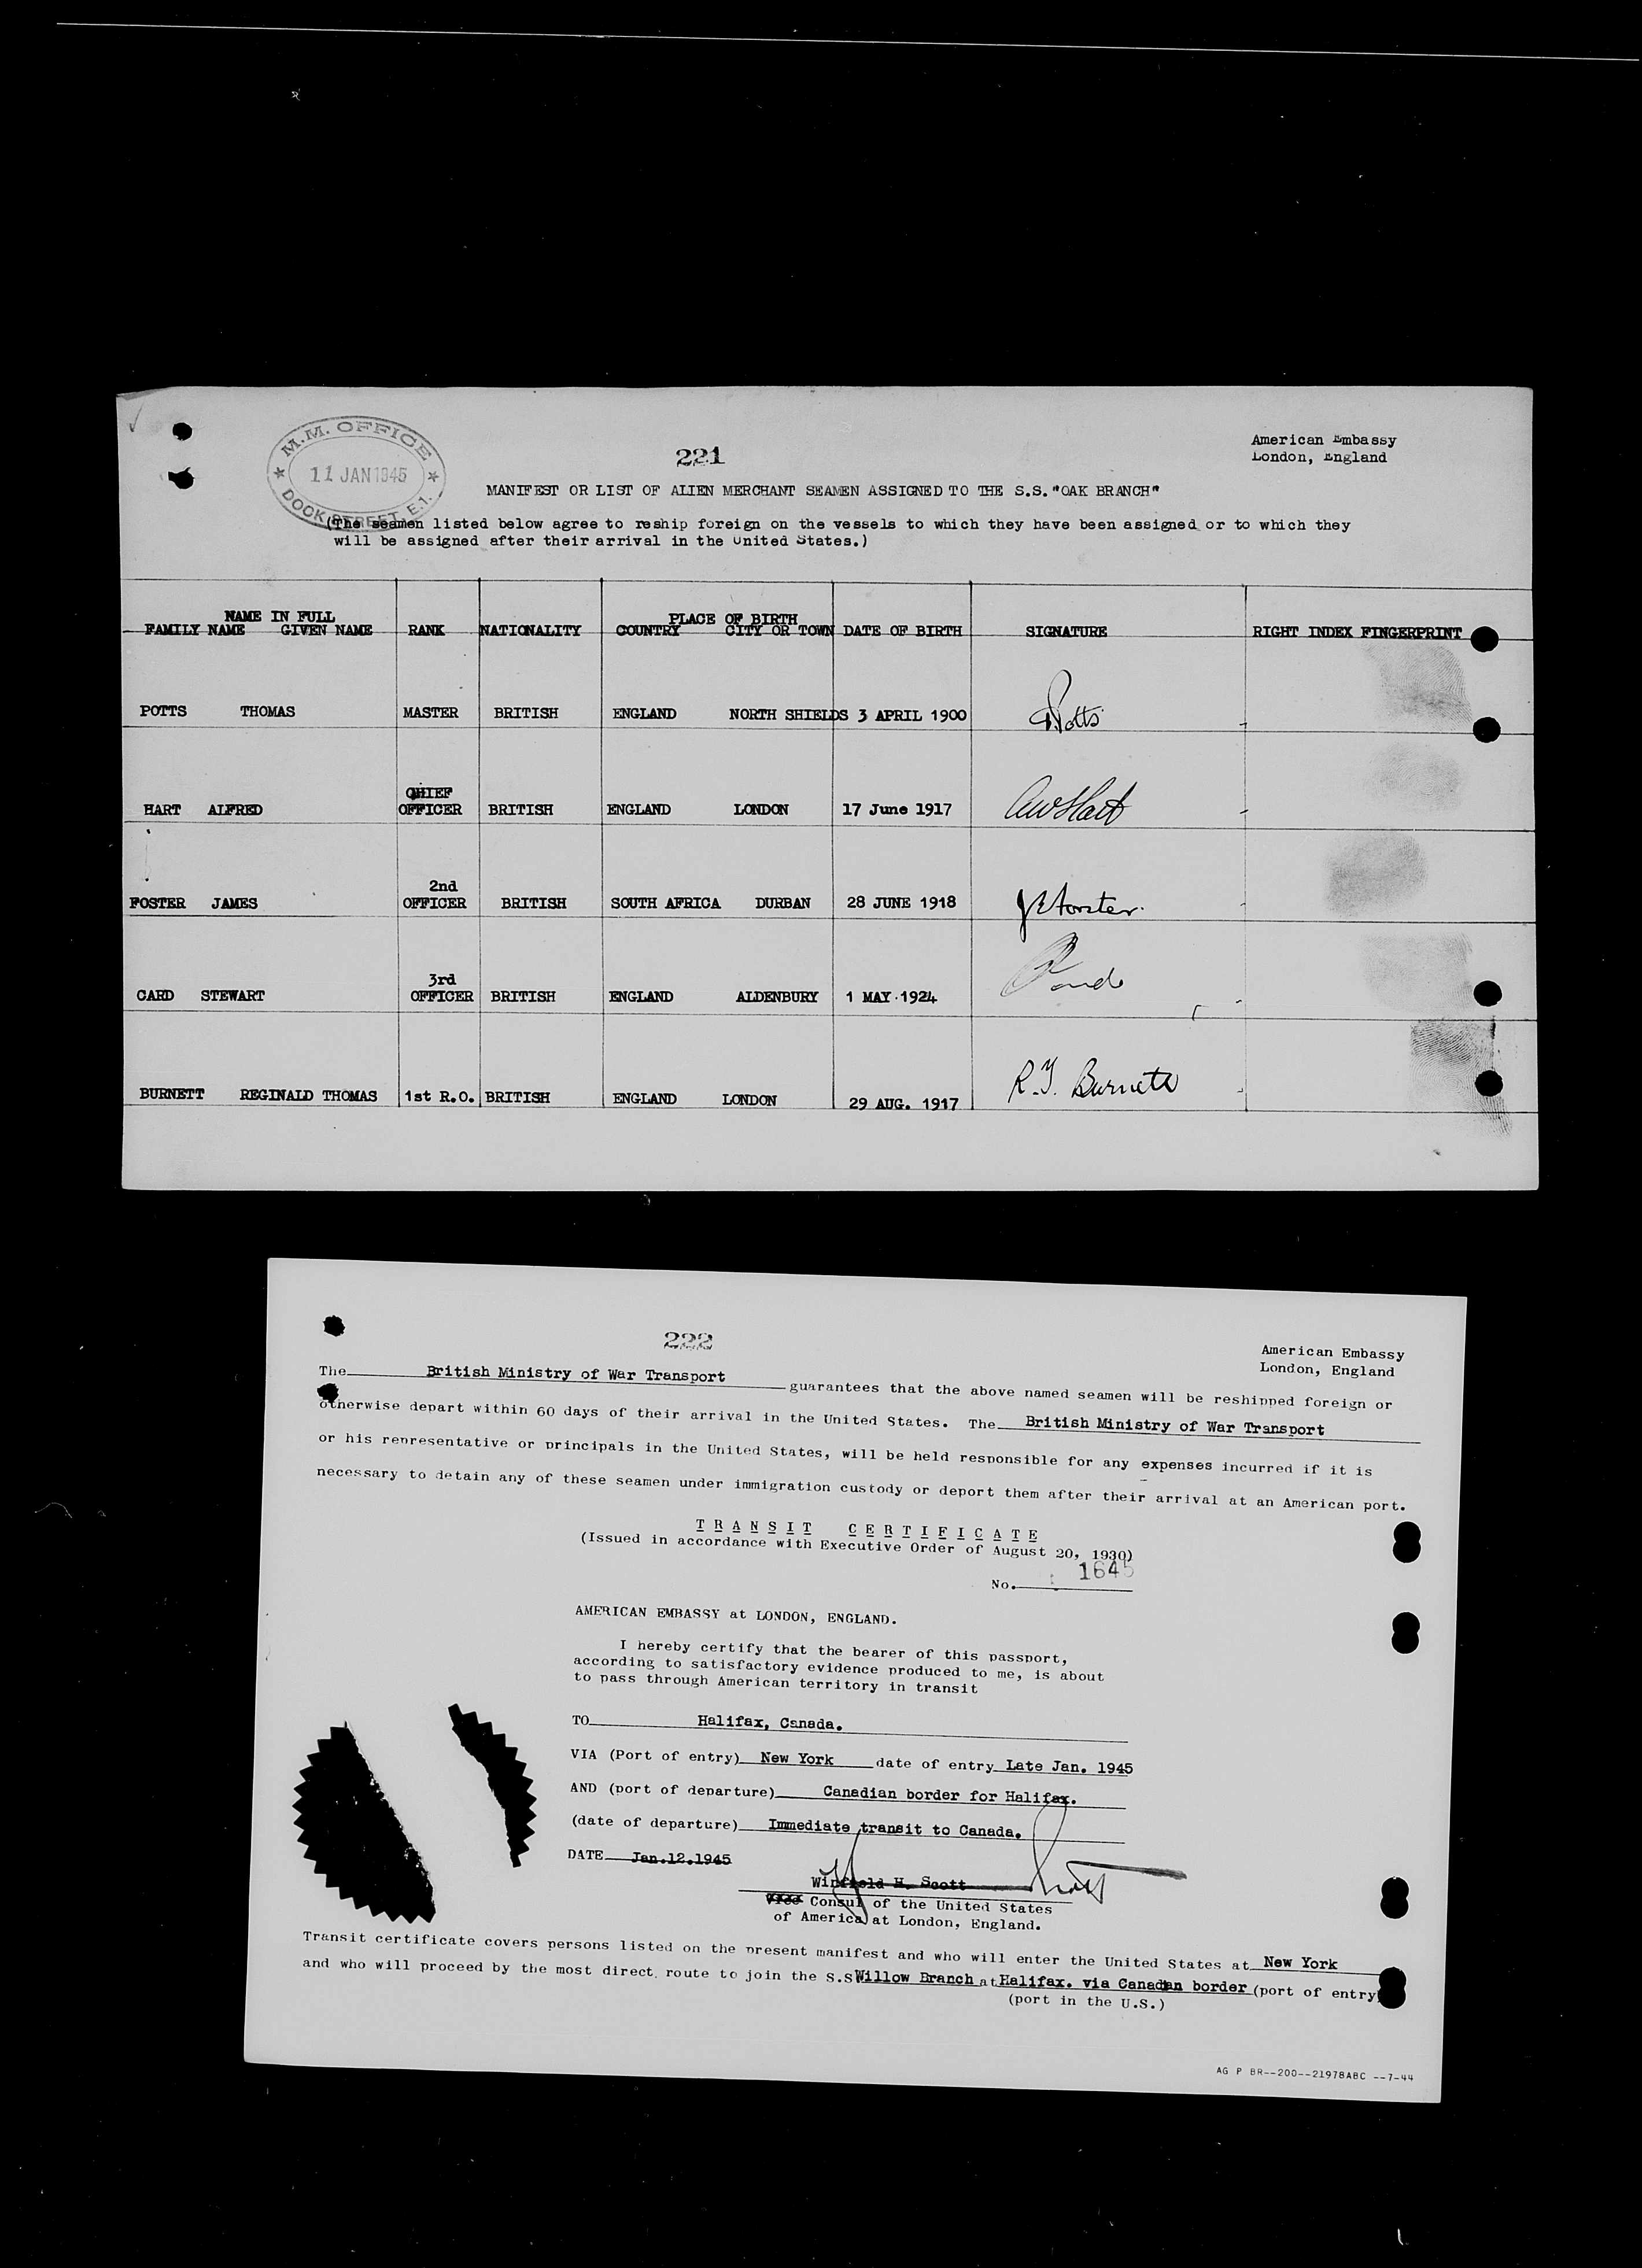 M.M. OFFICE
11 JAN 1945
DOCK STREET, E.1.
221
American Embassy
London, England
MANIFEST OR LIST OF ALIEN MERCHANT SEAMEN ASSIGNED TO THE S.S. "OAK BRANCH"
(The seamen listed below agree to reship foreign on the vessels to which they have been assigned or to which they
will be assigned after their arrival in the United States.)
NAME IN FULL PLACE OF BIRTH
FAMILY NAME GIVEN NAME RANK NATIONALITY COUNTRY CITY OR TOWN DATE OF BIRTH SIGNATURE RIGHT INDEX FINGERPRINT
POTTS THOMAS MASTER BRITISH ENGLAND NORTH SHIELDS 3 APRIL 1900 Potts
CHIEF
HART ALFRED OFFICER BRITISH ENGLAND LONDON 17 June 1917 AW Hart
2nd
FOSTER JAMES OFFICER BRITISH SOUTH AFRICA DURBAN 28 JUNE 1918
3rd
CARD STEWART OFFICER BRITISH ENGLAND ALDENBURY 1 MAY 1924
BURNETT REGINALD THOMAS 1st R.O. BRITISH ENGLAND LONDON 29 AUG. 1917 R.T. Burnett
222
American Embassy
London, England
The British Ministry of War Transport guarantees that the above named seamen will be reshipped foreign or
otherwise depart within 60 days of their arrival in the United States. The British Ministry of War Transport
or his representative or principals in the United States, will be held responsible for any expenses incurred if it is
necessary to detain any of these seamen under immigration custody or deport them after their arrival at an American port.
TRANSIT CERTIFICATE
(Issued in accordance with Executive Order of August 20, 1930)
No. 1645
AMERICAN EMBASSY at LONDON, ENGLAND.
I hereby certify that the bearer of this passport,
according to satisfactory evidence produced to me, is about
to pass through American territory in transit
TO Halifax, Canada.
VIA (Port of entry) New York date of entry Late Jan. 1945
AND (port of departure) Canadian border for Halifax.
(date of departure) Immediate transit to Canada.
DATE Jan.12.1945
Winfield H. Scott
Vice Consul of the United States
of America at London, England.
Transit certificate covers persons listed on the present manifest and who will enter the United States at New York
and who will proceed by the most direct route to join the S.S Willow Branch at Halifax. via Canadan border (port of entry)
(port in the U.S.)
AG P BR--200--21978ABC --7-44